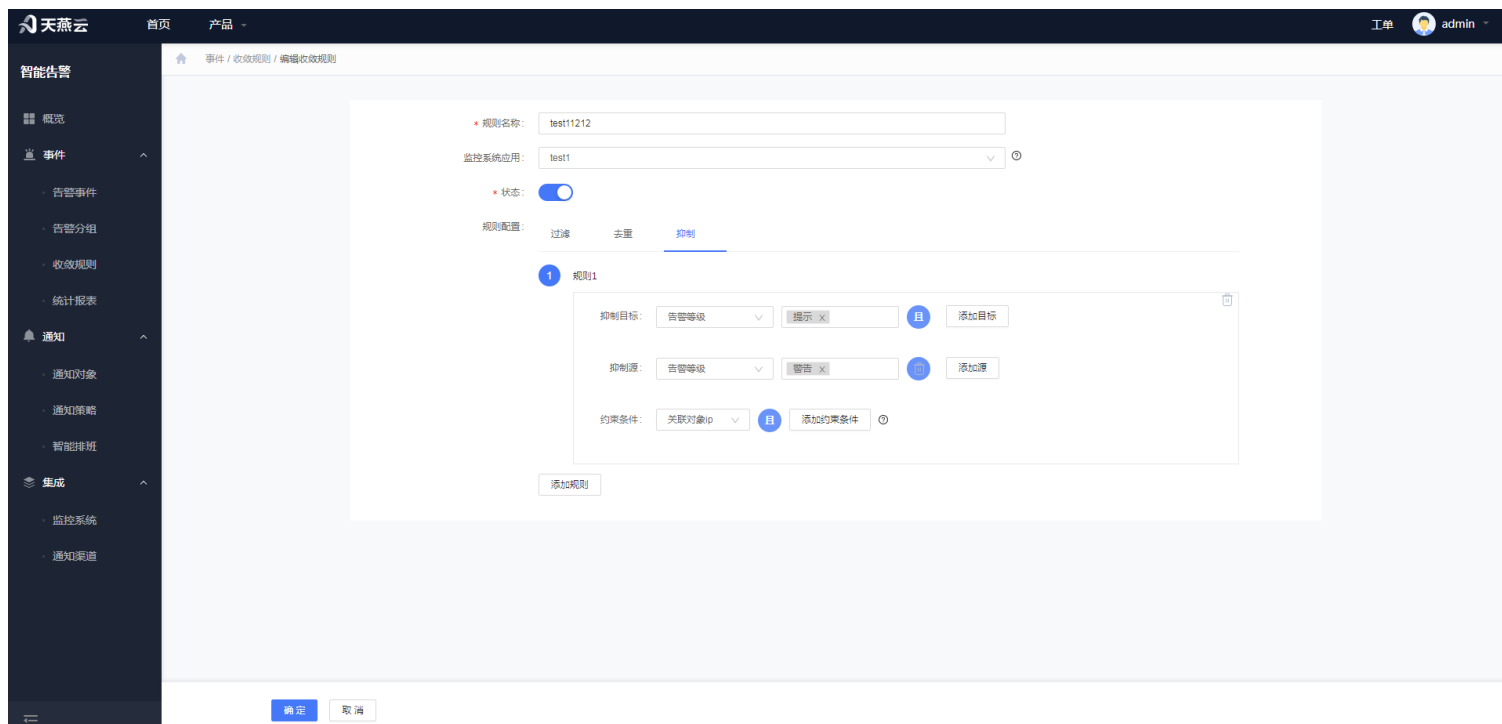 天燕云 首页 产品 工单 admin
智能告警
事件 / 收敛规则 / 编辑收敛规则
概览
事件
告警事件
告警分组
收敛规则
统计报表
通知
通知对象
通知策略
智能排班
集成
监控系统
通知渠道
* 规则名称: test11212
监控系统应用: test1
* 状态:
规则配置: 过滤 去重 抑制
1 规则1
抑制目标: 告警等级 提示 x 且 添加目标
抑制源: 告警等级 警告 x 添加源
约束条件: 关联对象ip 且 添加约束条件
添加规则
确定 取消